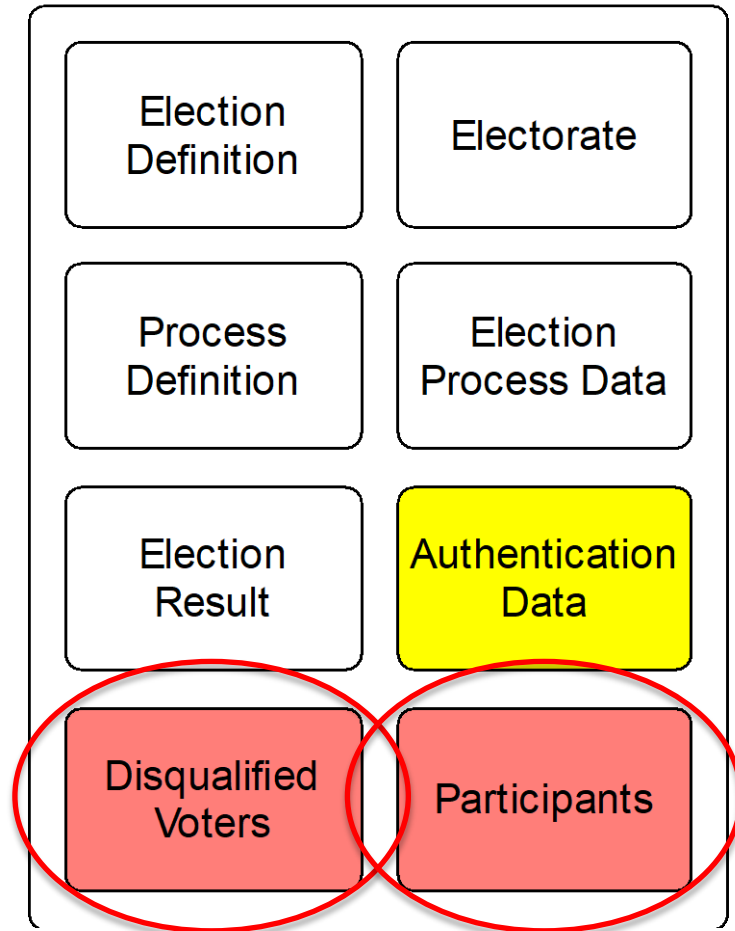 Election
Definition
Electorate
Process
Definition
Election
Process Data
Election
Result
Authentication
Data
Disqualified
Voters
Participants